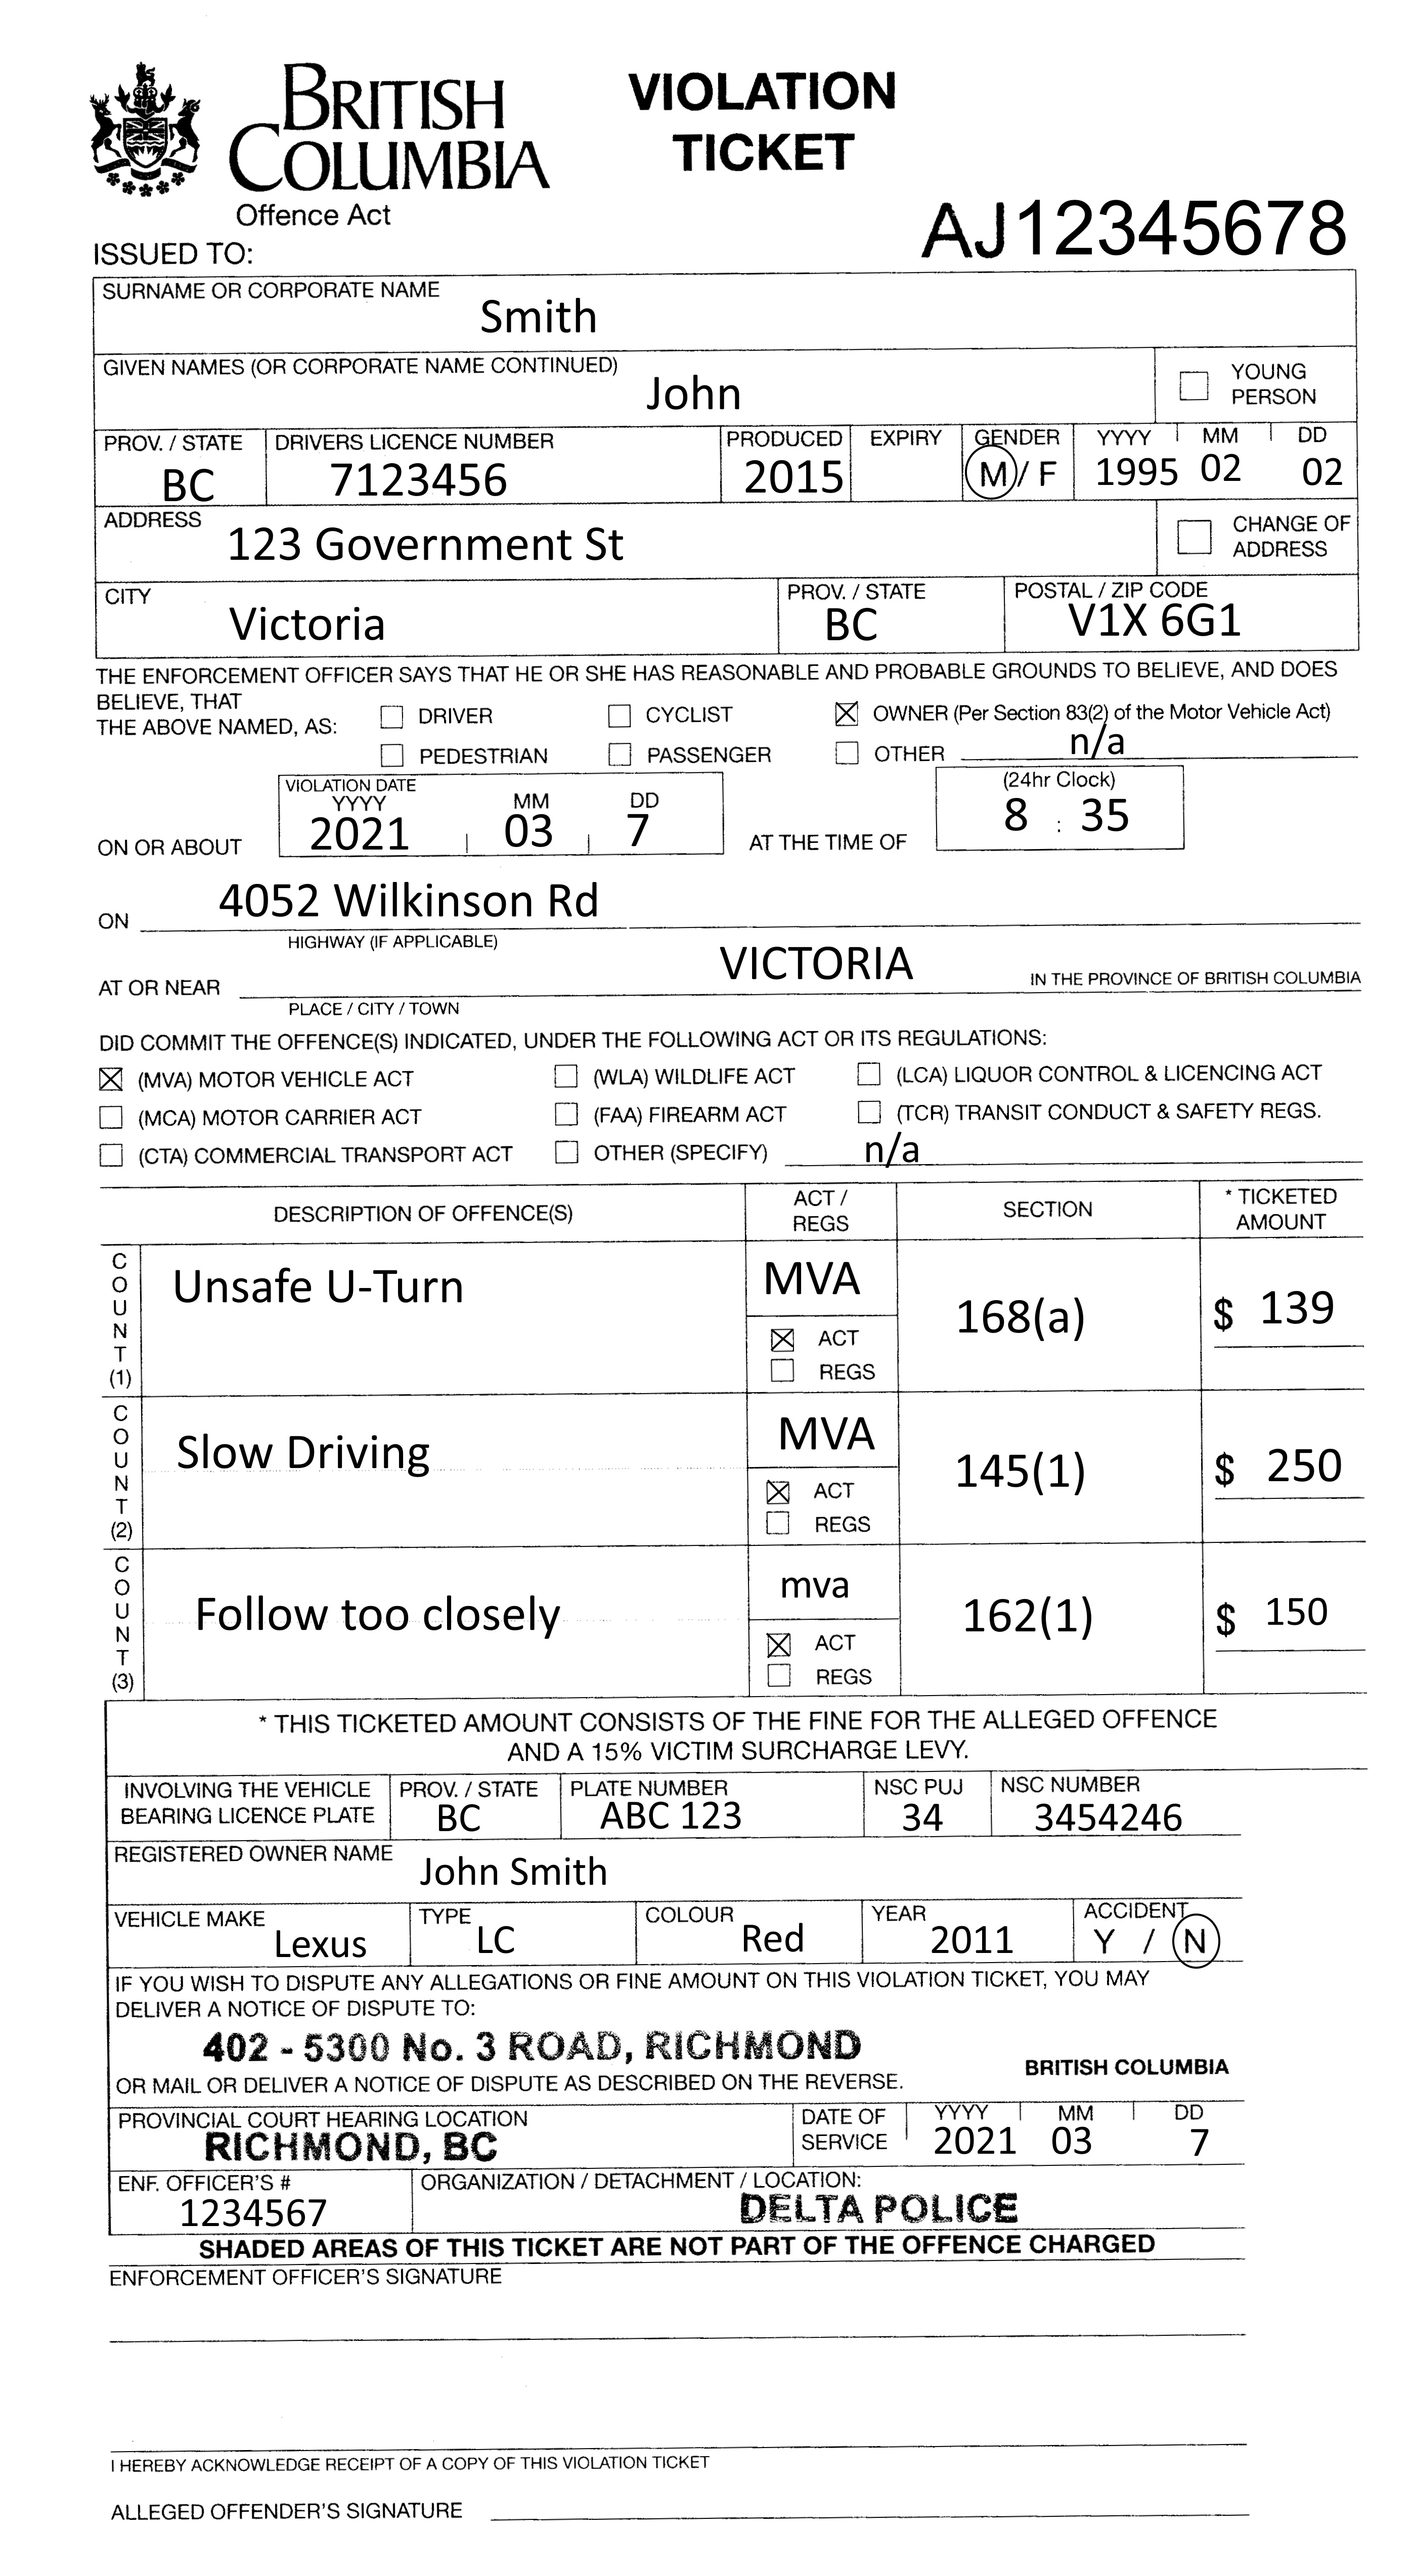 BRITISH
COLUMBIA
Offence Act
VIOLATION
TICKET
AJ12345678
ISSUED TO:
SURNAME OR CORPORATE NAME Smith
GIVEN NAMES (OR CORPORATE NAME CONTINUED) John
YOUNG
PERSON
PROV. / STATE DRIVERS LICENCE NUMBER PRODUCED EXPIRY GENDER YYYY MM DD
BC 7123456 2015 M / F 1995 02 02
ADDRESS 123 Government St
CHANGE OF
ADDRESS
CITY PROV. / STATE POSTAL / ZIP CODE
Victoria BC V1X 6G1
THE ENFORCEMENT OFFICER SAYS THAT HE OR SHE HAS REASONABLE AND PROBABLE GROUNDS TO BELIEVE, AND DOES
BELIEVE, THAT
THE ABOVE NAMED, AS: DRIVER CYCLIST OWNER (Per Section 83(2) of the Motor Vehicle Act)
PEDESTRIAN PASSENGER OTHER n/a
VIOLATION DATE
YYYY MM DD (24hr Clock)
ON OR ABOUT 2021 03 7 AT THE TIME OF 8 : 35
ON 4052 Wilkinson Rd
HIGHWAY (IF APPLICABLE)
AT OR NEAR VICTORIA IN THE PROVINCE OF BRITISH COLUMBIA
PLACE / CITY / TOWN
DID COMMIT THE OFFENCE(S) INDICATED, UNDER THE FOLLOWING ACT OR ITS REGULATIONS:
(MVA) MOTOR VEHICLE ACT (WLA) WILDLIFE ACT (LCA) LIQUOR CONTROL & LICENCING ACT
(MCA) MOTOR CARRIER ACT (FAA) FIREARM ACT (TCR) TRANSIT CONDUCT & SAFETY REGS.
(CTA) COMMERCIAL TRANSPORT ACT OTHER (SPECIFY) n/a
DESCRIPTION OF OFFENCE(S) ACT / REGS SECTION * TICKETED AMOUNT
COUNT (1) Unsafe U-Turn MVA 168(a) $ 139
ACT
REGS
COUNT (2) Slow Driving MVA 145(1) $ 250
ACT
REGS
COUNT (3) Follow too closely mva 162(1) $ 150
ACT
REGS
* THIS TICKETED AMOUNT CONSISTS OF THE FINE FOR THE ALLEGED OFFENCE
AND A 15% VICTIM SURCHARGE LEVY.
INVOLVING THE VEHICLE
BEARING LICENCE PLATE
PROV. / STATE PLATE NUMBER NSC PUJ NSC NUMBER
BC ABC 123 34 3454246
REGISTERED OWNER NAME John Smith
VEHICLE MAKE TYPE COLOUR YEAR ACCIDENT
Lexus LC Red 2011 Y / N
IF YOU WISH TO DISPUTE ANY ALLEGATIONS OR FINE AMOUNT ON THIS VIOLATION TICKET, YOU MAY
DELIVER A NOTICE OF DISPUTE TO:
402 - 5300 No. 3 ROAD, RICHMOND
BRITISH COLUMBIA
OR MAIL OR DELIVER A NOTICE OF DISPUTE AS DESCRIBED ON THE REVERSE.
PROVINCIAL COURT HEARING LOCATION
RICHMOND, BC
DATE OF
SERVICE
YYYY MM DD
2021 03 7
ENF. OFFICER'S # ORGANIZATION / DETACHMENT / LOCATION:
1234567 DELTA POLICE
SHADED AREAS OF THIS TICKET ARE NOT PART OF THE OFFENCE CHARGED
ENFORCEMENT OFFICER'S SIGNATURE
I HEREBY ACKNOWLEDGE RECEIPT OF A COPY OF THIS VIOLATION TICKET
ALLEGED OFFENDER'S SIGNATURE